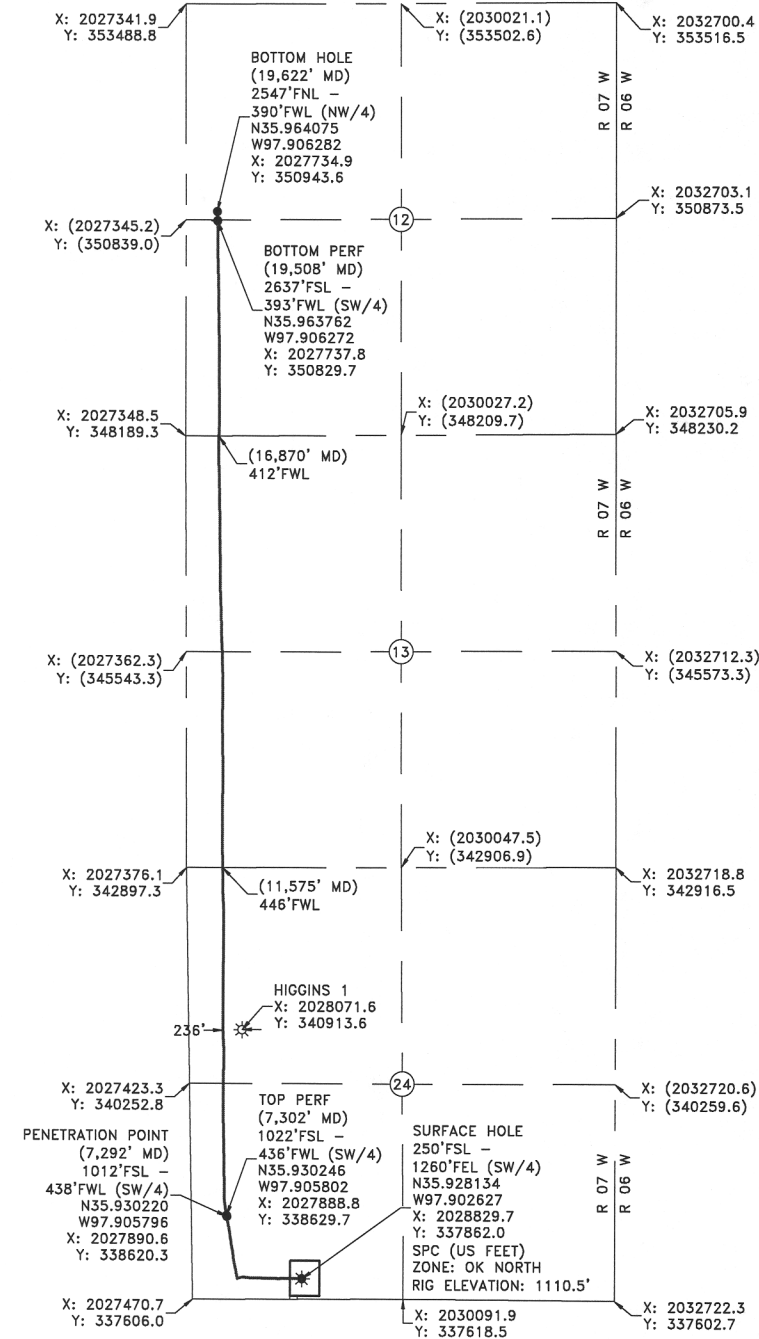 X: 2027341.9
Y: 353488.8
X: (2030021.1)
Y: (353502.6)
X: 2032700.4
Y: 353516.5
BOTTOM HOLE
(19,622' MD)
2547'FNL –
390'FWL (NW/4)
N35.964075
W97.906282
X: 2027734.9
Y: 350943.6
R 07 W
R 06 W
X: (2027345.2)
Y: (350839.0)
12
X: 2032703.1
Y: 350873.5
BOTTOM PERF
(19,508' MD)
2637'FSL –
393'FWL (SW/4)
N35.963762
W97.906272
X: 2027737.8
Y: 350829.7
X: 2027348.5
Y: 348189.3
X: (2030027.2)
Y: (348209.7)
X: 2032705.9
Y: 348230.2
(16,870' MD)
412'FWL
R 07 W
R 06 W
X: (2027362.3)
Y: (345543.3)
13
X: (2032712.3)
Y: (345573.3)
X: (2030047.5)
Y: (342906.9)
X: 2027376.1
Y: 342897.3
(11,575' MD)
446'FWL
X: 2032718.8
Y: 342916.5
HIGGINS 1
X: 2028071.6
Y: 340913.6
236'
X: 2027423.3
Y: 340252.8
24
X: (2032720.6)
Y: (340259.6)
PENETRATION POINT
(7,292' MD)
1012'FSL –
438'FWL (SW/4)
N35.930220
W97.905796
X: 2027890.6
Y: 338620.3
TOP PERF
(7,302' MD)
1022'FSL –
436'FWL (SW/4)
N35.930246
W97.905802
X: 2027888.8
Y: 338629.7
SURFACE HOLE
250'FSL –
1260'FEL (SW/4)
N35.928134
W97.902627
X: 2028829.7
Y: 337862.0
SPC (US FEET)
ZONE: OK NORTH
RIG ELEVATION: 1110.5'
R 07 W
R 06 W
X: 2027470.7
Y: 337606.0
X: 2030091.9
Y: 337618.5
X: 2032722.3
Y: 337602.7